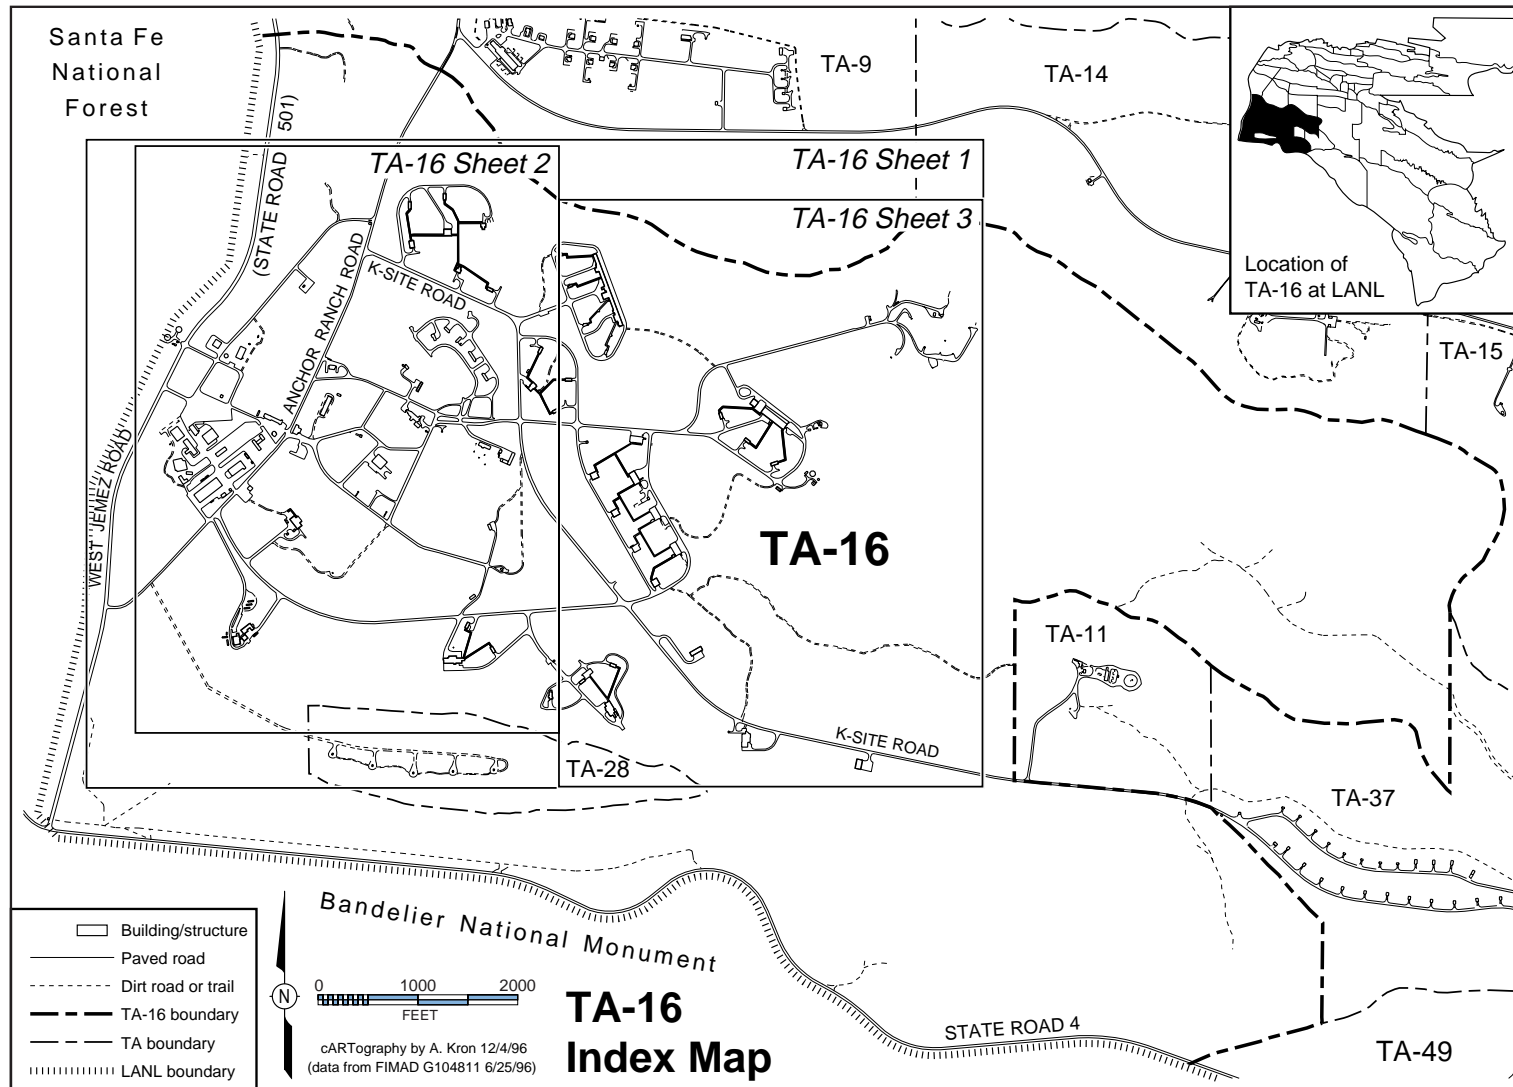 Santa Fe
National
Forest
TA-9
TA-14
TA-16 Sheet 2
TA-16 Sheet 1
TA-16 Sheet 3
(STATE ROAD 501)
Location of
TA-16 at LANL
K-SITE ROAD
ANCHOR RANCH ROAD
TA-15
WEST JEMEZ ROAD
TA-16
TA-11
K-SITE ROAD
TA-28
TA-37
Bandelier National Monument
Building/structure
Paved road
Dirt road or trail
TA-16 boundary
TA boundary
LANL boundary
N
0 1000 2000
FEET
cARTography by A. Kron 12/4/96
(data from FIMAD G104811 6/25/96)
TA-16
Index Map
STATE ROAD 4
TA-49